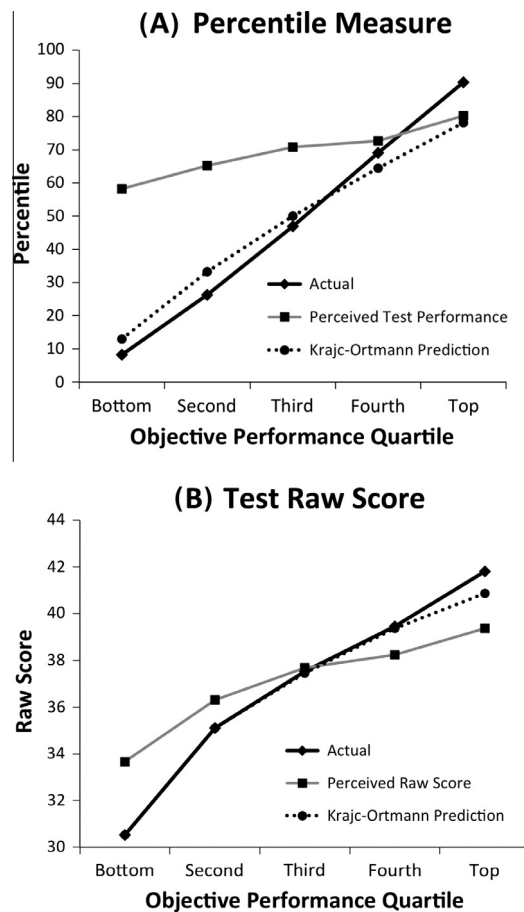 (A) Percentile Measure
100
90
80
70
60
50
40
30
20
10
0
Percentile
Actual
Perceived Test Performance
Krajc-Ortmann Prediction
Bottom Second Third Fourth Top
Objective Performance Quartile
(B) Test Raw Score
44
42
40
38
36
34
32
30
Raw Score
Actual
Perceived Raw Score
Krajc-Ortmann Prediction
Bottom Second Third Fourth Top
Objective Performance Quartile